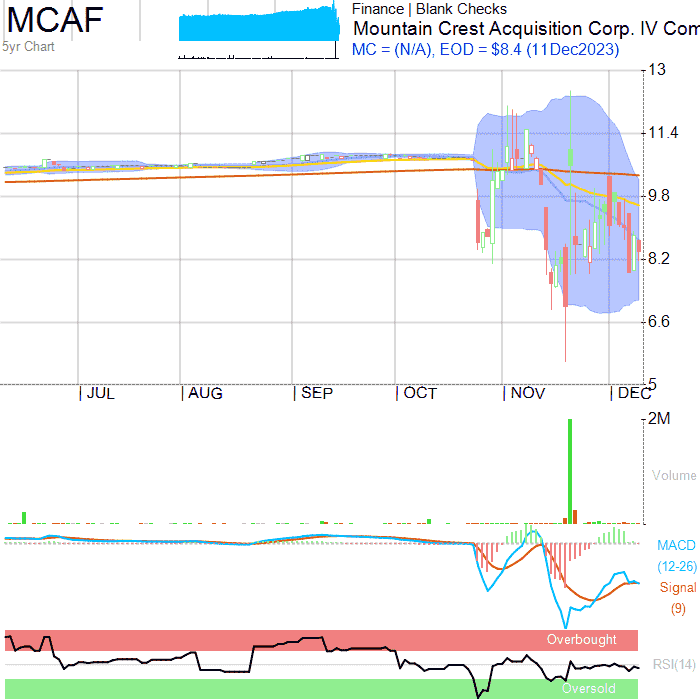 MCAF
5yr Chart
Finance | Blank Checks
Mountain Crest Acquisition Corp. IV Com
MC = (N/A), EOD = $8.4 (11Dec2023)
13
11.4
9.8
8.2
6.6
5
JUL
AUG
SEP
OCT
NOV
DEC
2M
Volume
MACD
(12-26)
Signal
(9)
Overbought
RSI(14)
Oversold